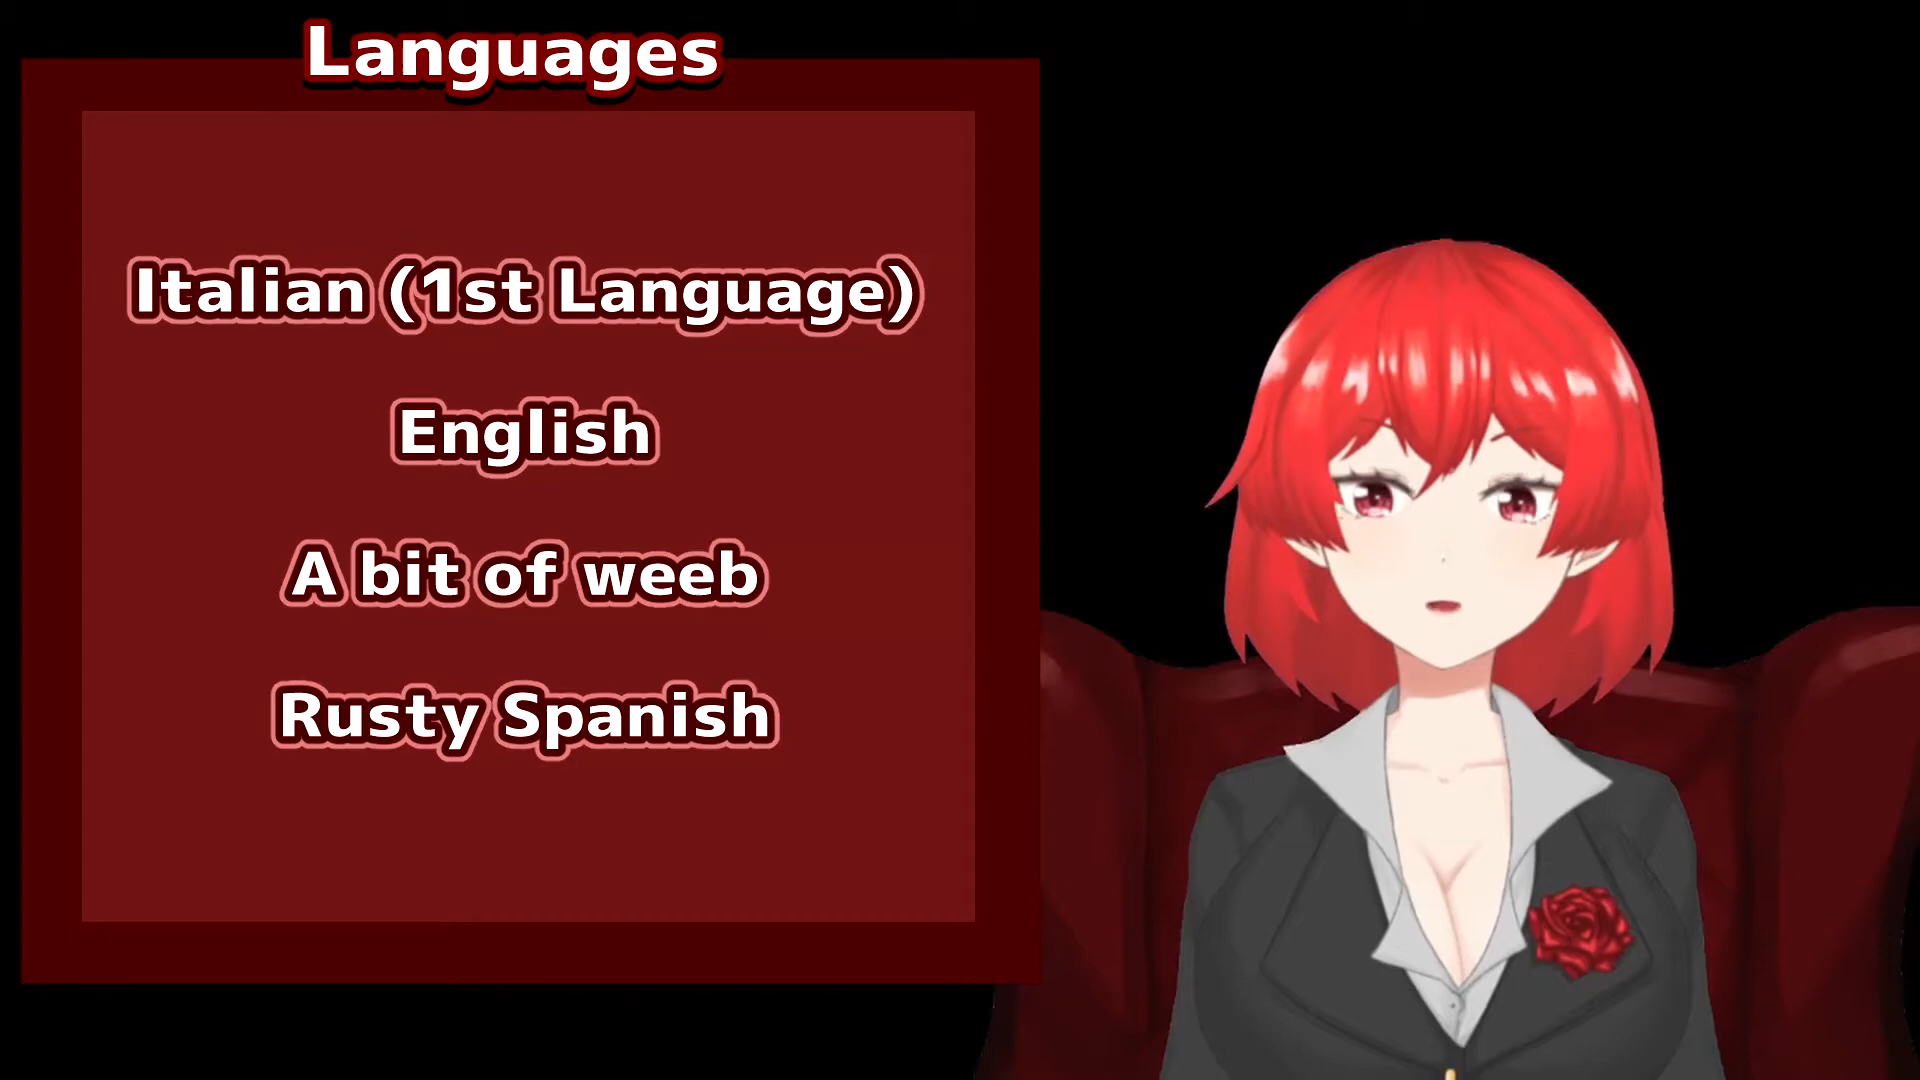 Languages
Italian (1st Language)
English
A bit of weeb
Rusty Spanish